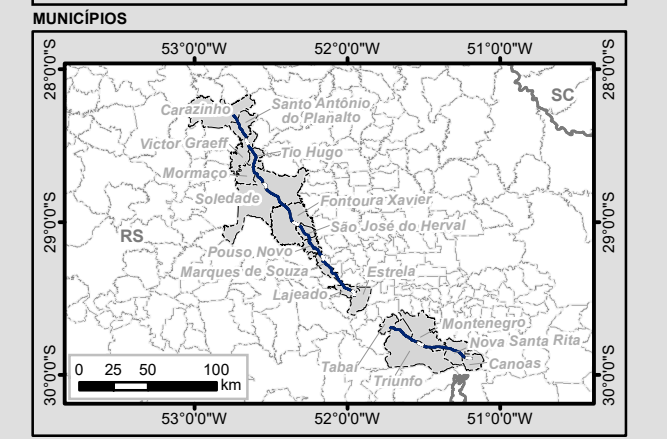 MUNICÍPIOS
53°0'0"W 52°0'0"W 51°0'0"W
28°0'0"S
28°0'0"S
SC
Carazinho
Santo Antônio
do Planalto
Victor Graeff
Tio Hugo
Mormaço
Soledade
Fontoura Xavier
29°0'0"S
29°0'0"S
RS
São José do Herval
Pouso Novo
Marques de Souza
Estrela
Lajeado
Montenegro
Nova Santa Rita
Canoas
Tabaí
Triunfo
0 25 50 100
km
30°0'0"S
30°0'0"S
53°0'0"W 52°0'0"W 51°0'0"W